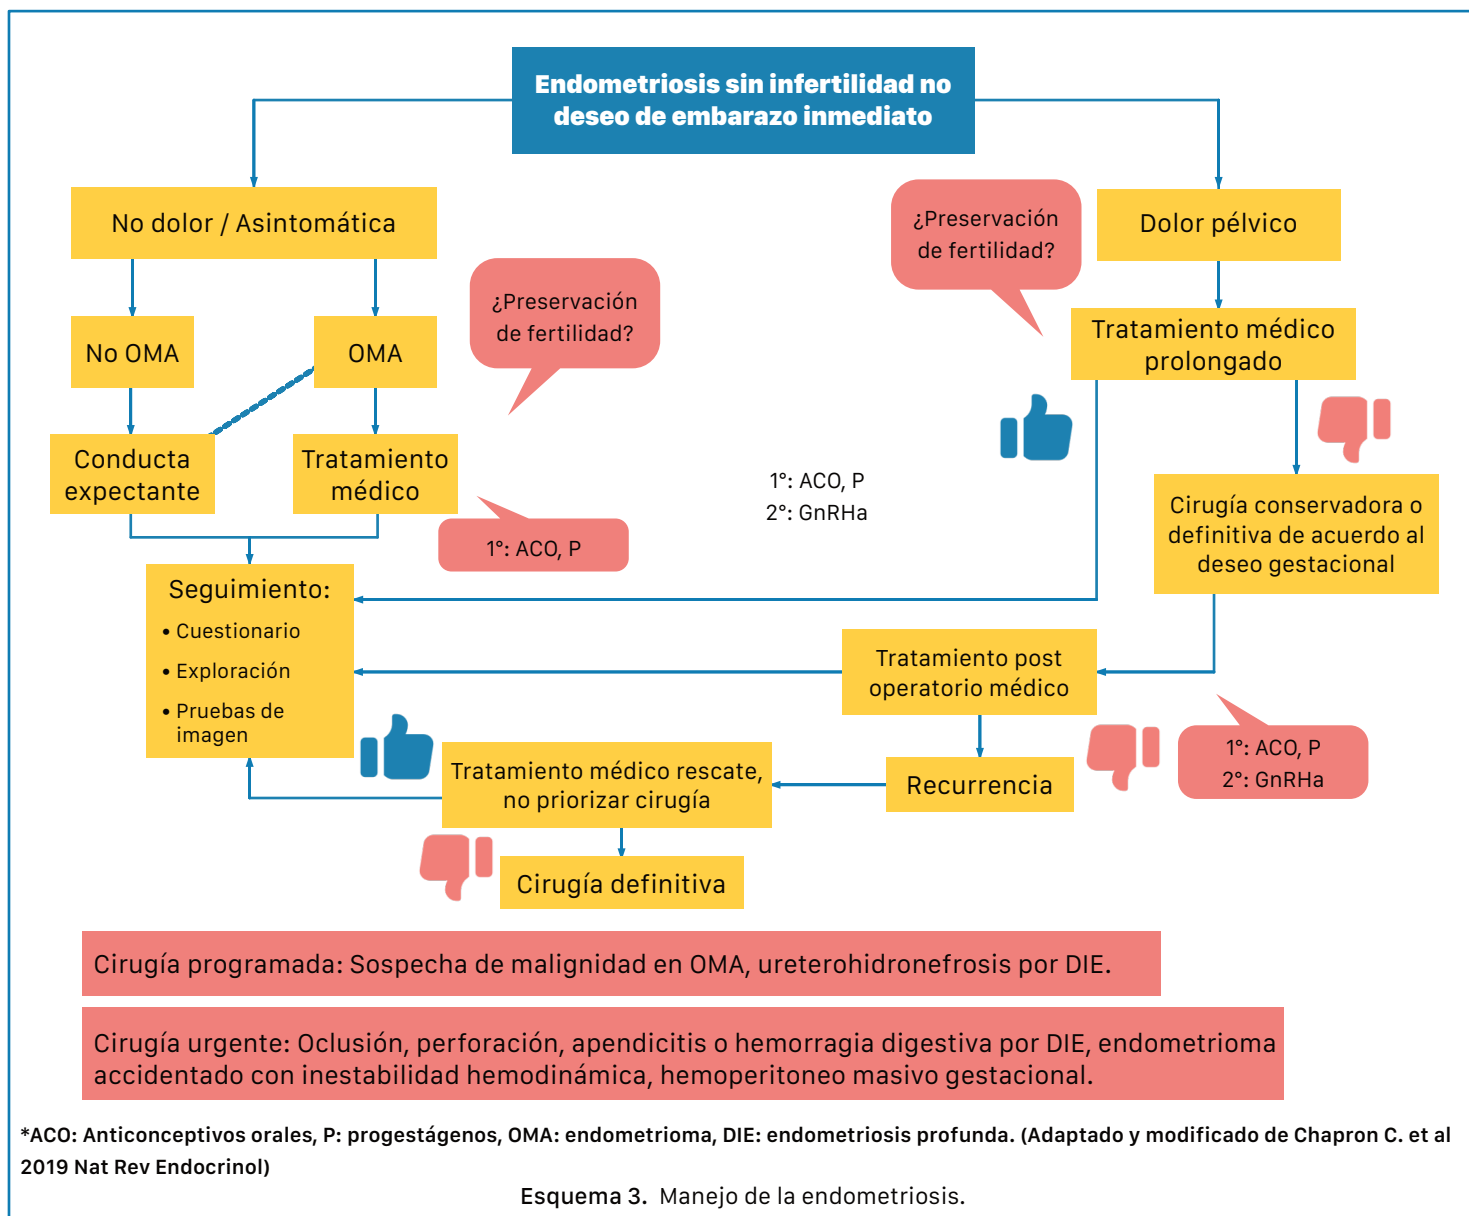 Endometriosis sin infertilidad no
deseo de embarazo inmediato
No dolor / Asintomática
¿Preservación
de fertilidad?
Dolor pélvico
¿Preservación
de fertilidad?
No OMA
OMA
Tratamiento médico
prolongado
Conducta
expectante
Tratamiento
médico
1°: ACO, P
1°: ACO, P
2°: GnRHa
Cirugía conservadora o
definitiva de acuerdo al
deseo gestacional
Seguimiento:
• Cuestionario
• Exploración
• Pruebas de
imagen
Tratamiento post
operatorio médico
1°: ACO, P
2°: GnRHa
Tratamiento médico rescate,
no priorizar cirugía
Recurrencia
Cirugía definitiva
Cirugía programada: Sospecha de malignidad en OMA, ureterohidronefrosis por DIE.
Cirugía urgente: Oclusión, perforación, apendicitis o hemorragia digestiva por DIE, endometrioma
accidentado con inestabilidad hemodinámica, hemoperitoneo masivo gestacional.
*ACO: Anticonceptivos orales, P: progestágenos, OMA: endometrioma, DIE: endometriosis profunda. (Adaptado y modificado de Chapron C. et al
2019 Nat Rev Endocrinol)
Esquema 3. Manejo de la endometriosis.